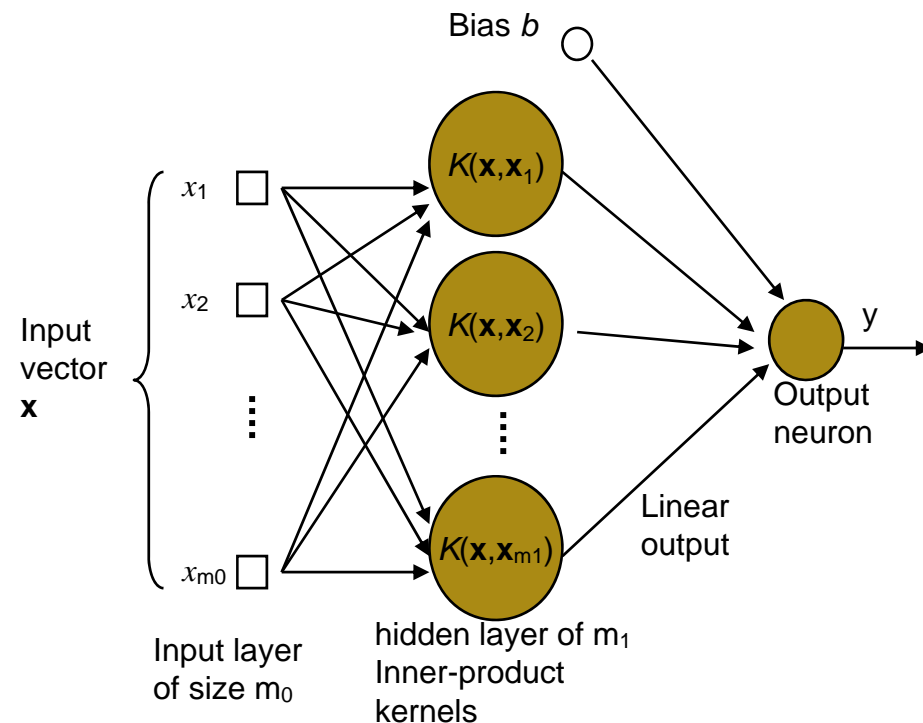 Bias b
K(x,x1)
x1
x2
K(x,x2)
y
Input
vector
x
Output
neuron
Linear
output
xm0
K(x,xm1)
Input layer
of size m0
hidden layer of m1
Inner-product
kernels